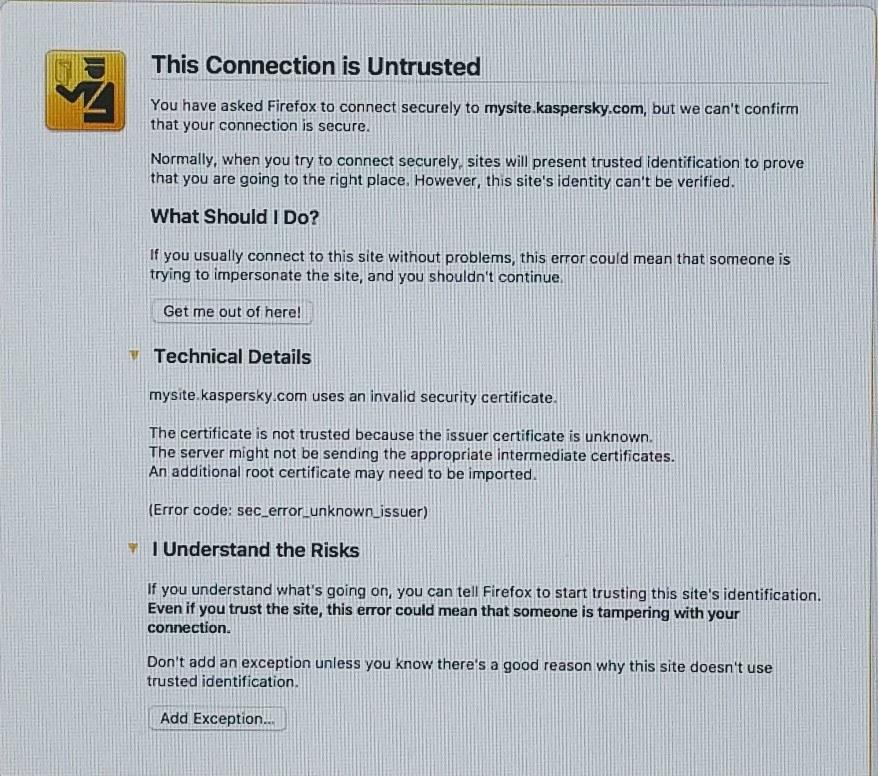 This Connection is Untrusted
You have asked Firefox to connect securely to mysite.kaspersky.com, but we can't confirm
that your connection is secure.
Normally, when you try to connect securely, sites will present trusted identification to prove
that you are going to the right place. However, this site's identity can't be verified.
What Should I Do?
If you usually connect to this site without problems, this error could mean that someone is
trying to impersonate the site, and you shouldn't continue.
Get me out of here!
Technical Details
mysite.kaspersky.com uses an invalid security certificate.
The certificate is not trusted because the issuer certificate is unknown.
The server might not be sending the appropriate intermediate certificates.
An additional root certificate may need to be imported.
(Error code: sec_error_unknown_issuer)
I Understand the Risks
If you understand what's going on, you can tell Firefox to start trusting this site's identification.
Even if you trust the site, this error could mean that someone is tampering with your
connection.
Don't add an exception unless you know there's a good reason why this site doesn't use
trusted identification.
Add Exception...